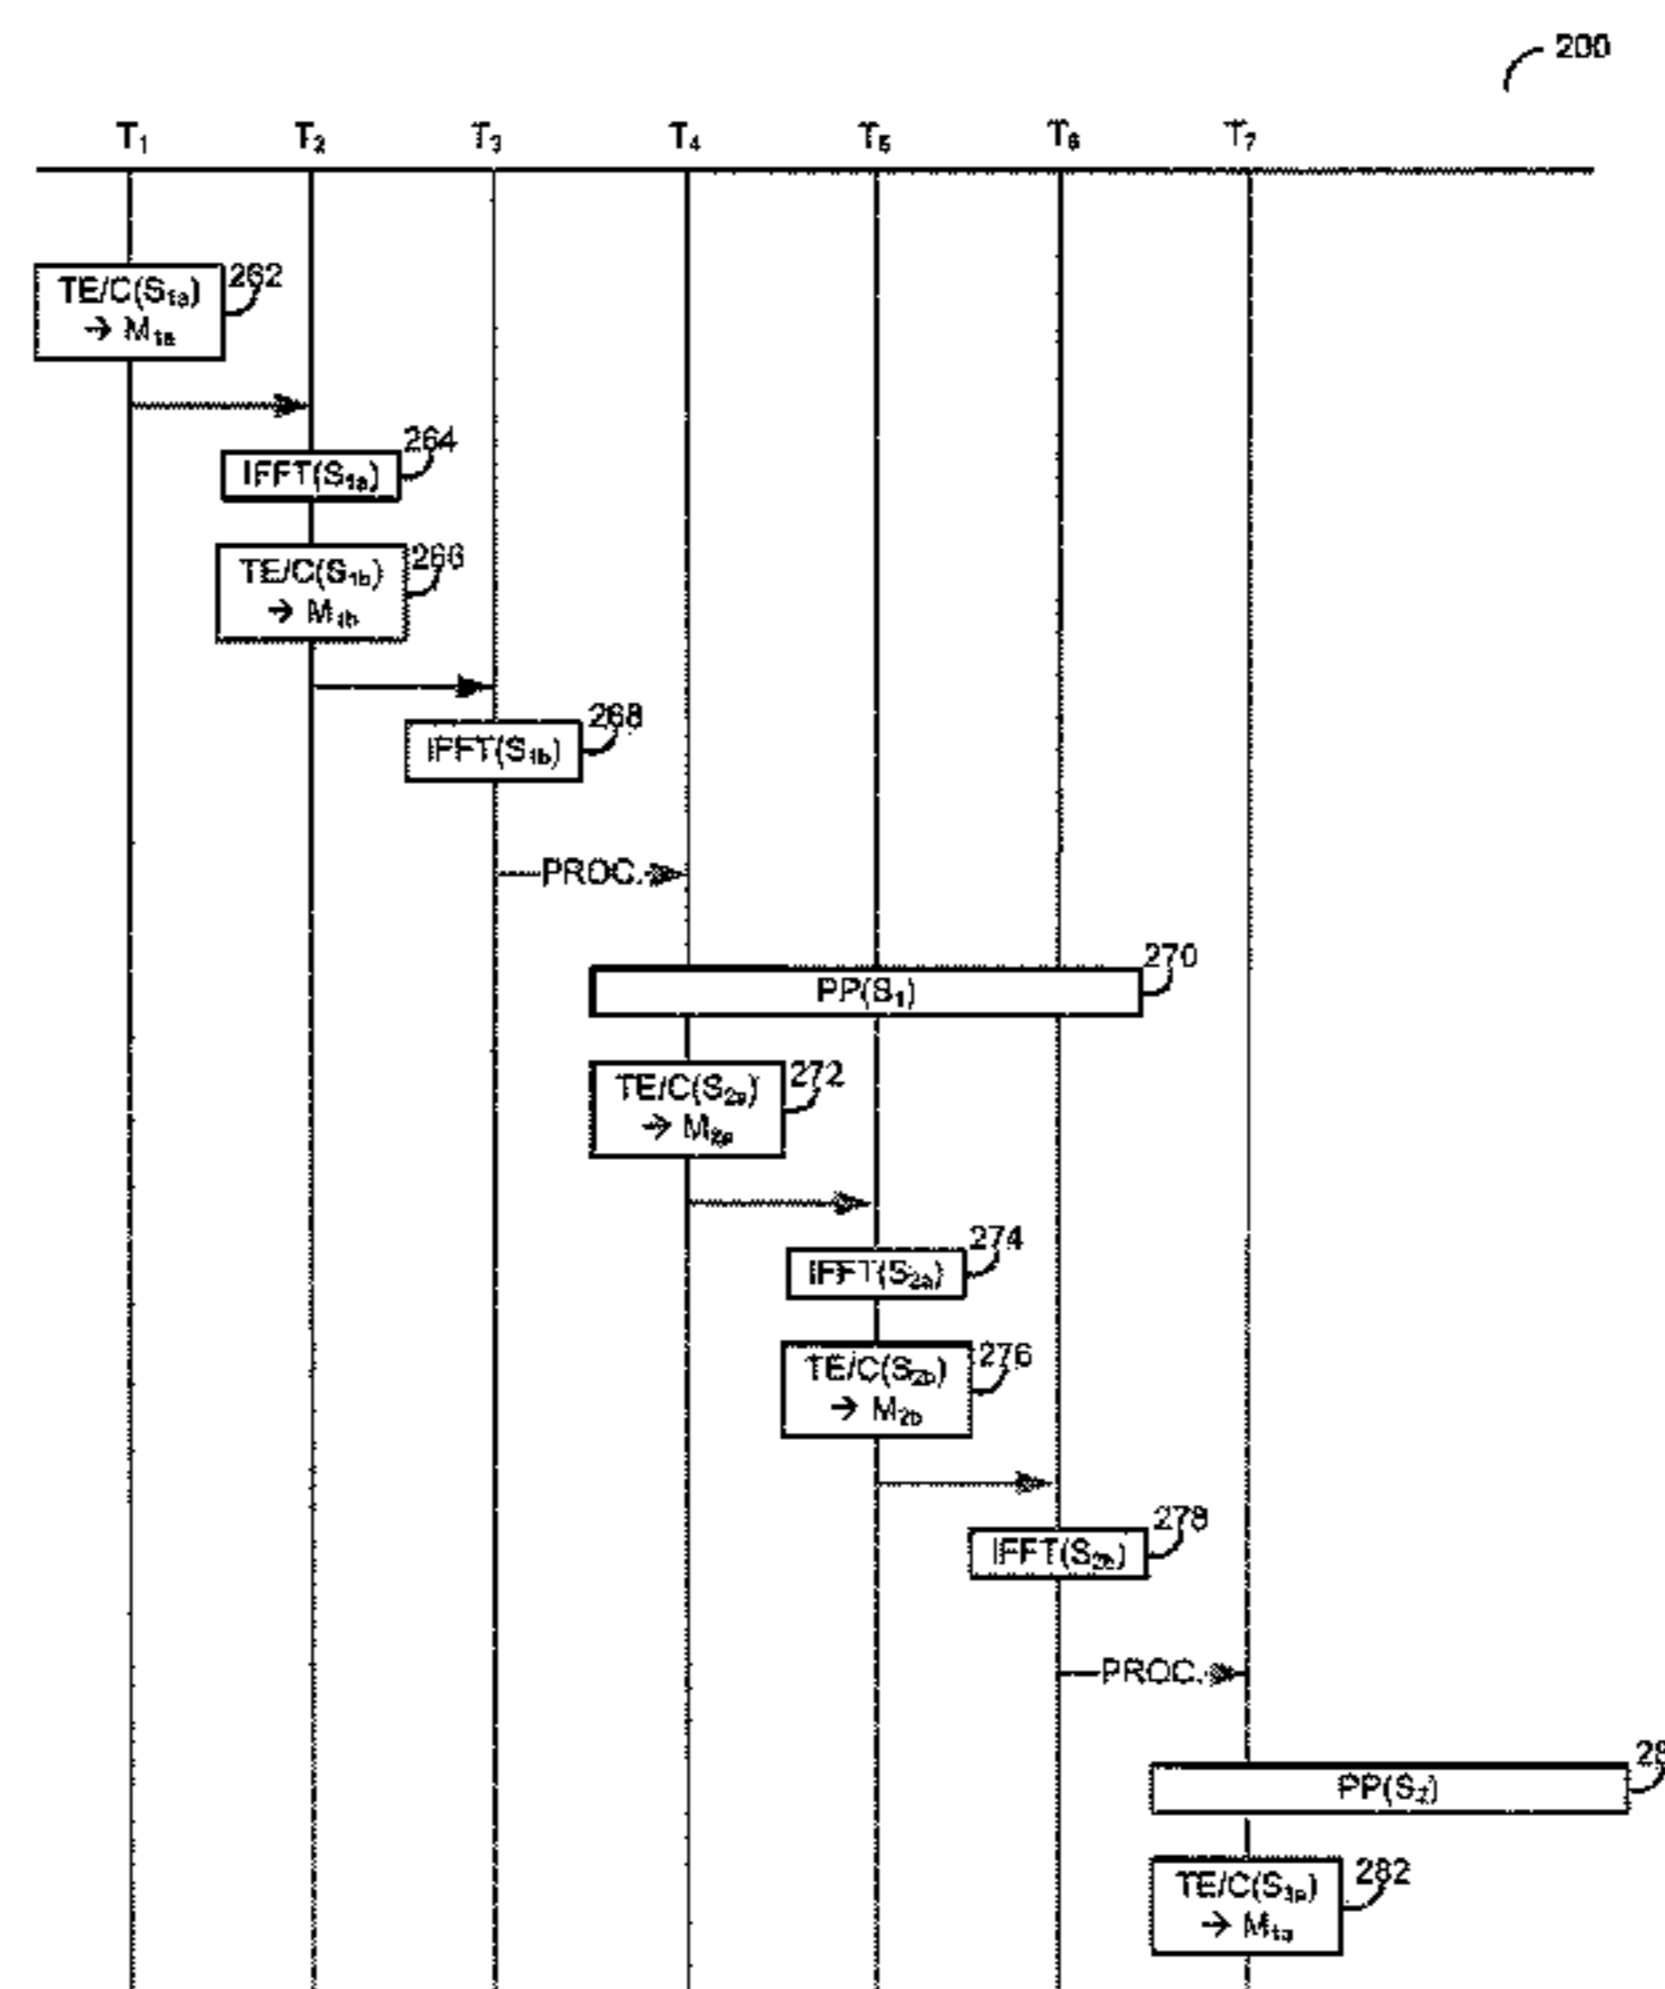 200
T₁ T₂ T₃ T₄ T₅ T₆ T₇
262
TE/C(S₁ₐ)
→ M₁ₐ
264
IFFT(S₁ₐ)
266
TE/C(S₁b)
→ M₁b
268
IFFT(S₁b)
PROC.
270
PP(S₁)
272
TE/C(S₂ₐ)
→ M₂ₐ
274
IFFT(S₂ₐ)
276
TE/C(S₂b)
→ M₂b
278
IFFT(S₂b)
PROC.
28
PP(S₂)
282
TE/C(S₃ₐ)
→ M₁ₐ